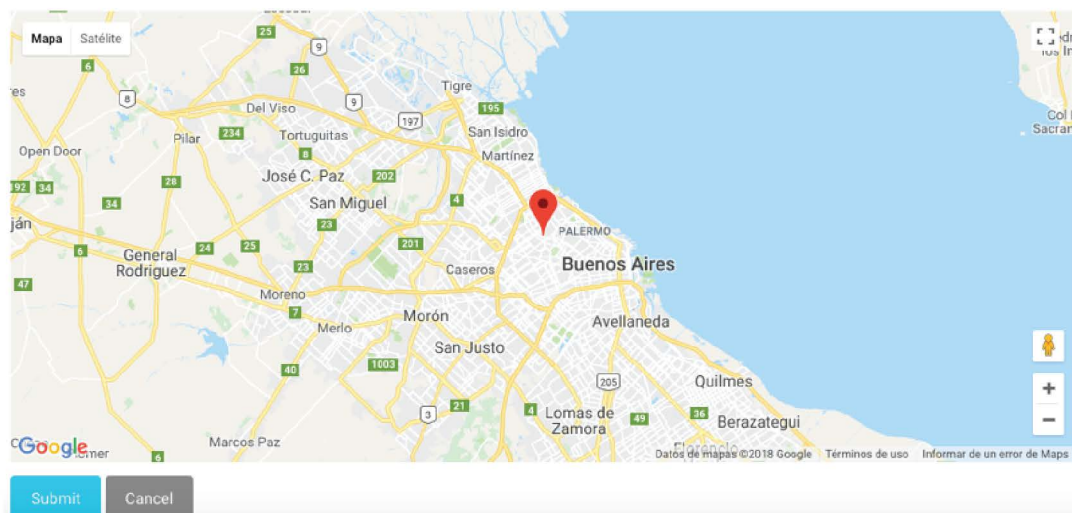 Mapa Satélite
25
9
26
6
Tigre
8
Del Viso
9
195
197
Pilar
234
Tortuguitas
San Isidro
Open Door
8
Martínez
José C. Paz
202
192 34
28
34
San Miguel
4
23
PALERMO
General
Rodriguez
24
25
201
6
23
Caseros
Buenos Aires
47
Moreno
7
Merlo
Morón
Avellaneda
San Justo
40
1003
205
Quilmes
3
21
4
Lomas de
Zamora
49
36
Berazategui
Marcos Paz
6
Google
Datos de mapas ©2018 Google Términos de uso Informar de un error de Maps
+
−
Submit Cancel